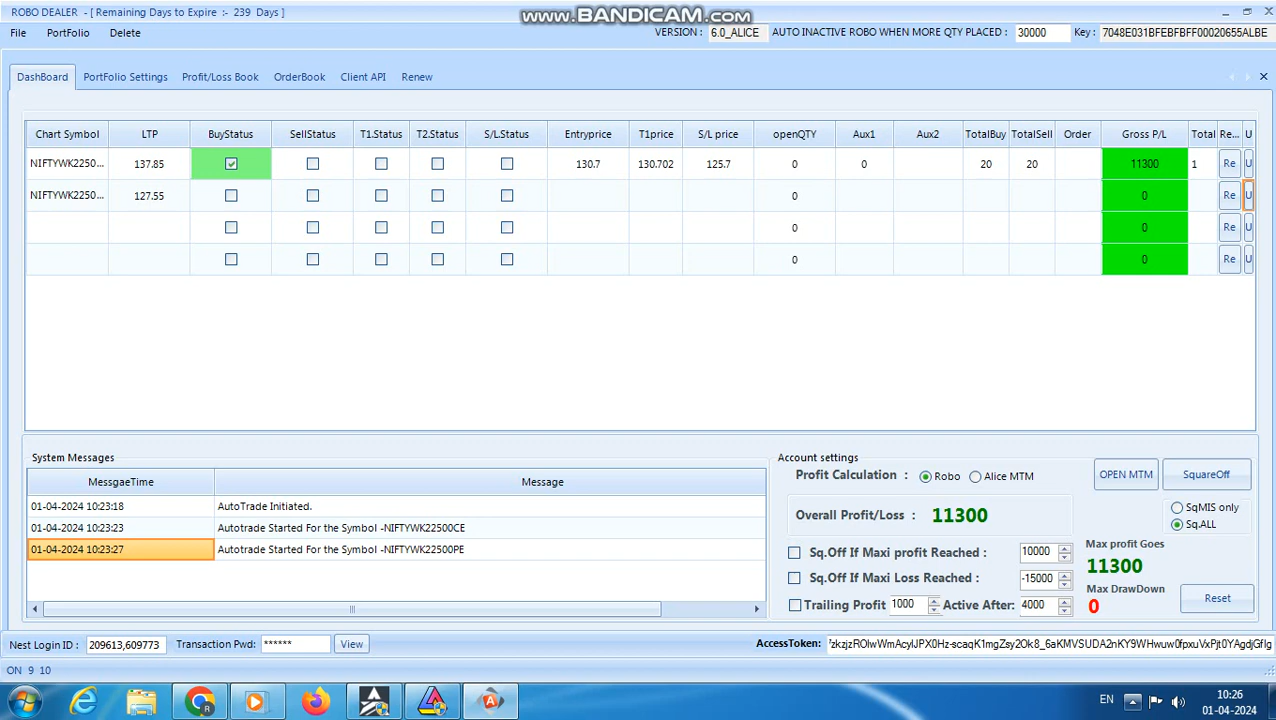 ROBO DEALER - [ Remaining Days to Expire :- 239 Days ]
www.BANDICAM.com
File PortFolio Delete
VERSION : 6.0_ALICE AUTO INACTIVE ROBO WHEN MORE QTY PLACED : 30000 Key : 7048E031BFEBFBFF00020655ALBE
DashBoard PortFolio Settings Profit/Loss Book OrderBook Client API Renew
Chart Symbol LTP BuyStatus SellStatus T1.Status T2.Status S/L.Status Entryprice T1price S/L price openQTY Aux1 Aux2 TotalBuy TotalSell Order Gross P/L Total Re... U
NIFTYWK2250... 137.85 130.7 130.702 125.7 0 0 20 20 11300 1 Re U
NIFTYWK2250... 127.55 0 0 Re U
0 0 Re U
0 0 Re U
System Messages
MessgaeTime Message
01-04-2024 10:23:18 AutoTrade Initiated.
01-04-2024 10:23:23 Autotrade Started For the Symbol -NIFTYWK22500CE
01-04-2024 10:23:27 Autotrade Started For the Symbol -NIFTYWK22500PE
Account settings
Profit Calculation : Robo Alice MTM OPEN MTM SquareOff
Overall Profit/Loss : 11300
SqMIS only
Sq.ALL
Sq.Off If Maxi profit Reached : 10000
Sq.Off If Maxi Loss Reached : -15000
Trailing Profit 1000 Active After: 4000
Max profit Goes
11300
Max DrawDown
0
Reset
Nest Login ID : 209613,609773 Transaction Pwd: ****** View
AccessToken:
ON 9 10
EN 10:26
01-04-2024